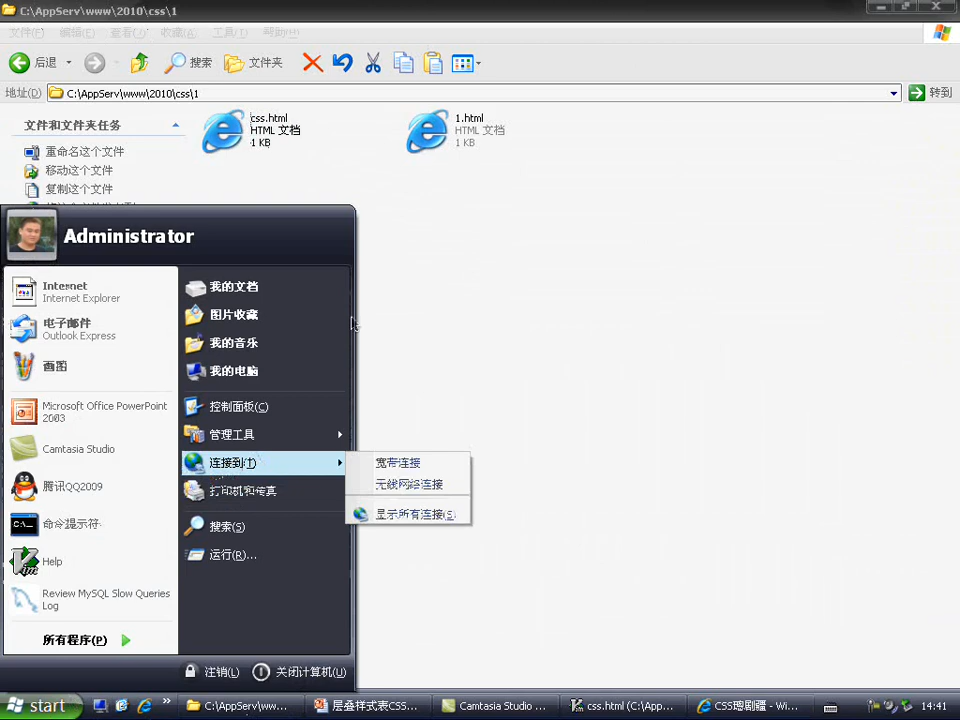 C:\AppServ\www\2010\css\1
文件(F) 编辑(E) 查看(V) 收藏(A) 工具(T) 帮助(H)
后退 搜索 文件夹
地址(D) C:\AppServ\www\2010\css\1 转到
文件和文件夹任务
重命名这个文件
移动这个文件
复制这个文件
css.html
HTML 文档
1 KB
1.html
HTML 文档
1 KB
Administrator
Internet
Internet Explorer
电子邮件
Outlook Express
画图
Microsoft Office PowerPoint
2003
Camtasia Studio
腾讯QQ2009
命令提示符
Help
Review MySQL Slow Queries
Log
所有程序(P)
我的文档
图片收藏
我的音乐
我的电脑
控制面板(C)
管理工具
连接到(T)
打印机和传真
搜索(S)
运行(R)...
宽带连接
无线网络连接
显示所有连接(S)
注销(L) 关闭计算机(U)
start C:\AppServ\ww... 层叠样式表CSS... Camtasia Studio ... css.html (C:\App... - Wi... 14:41